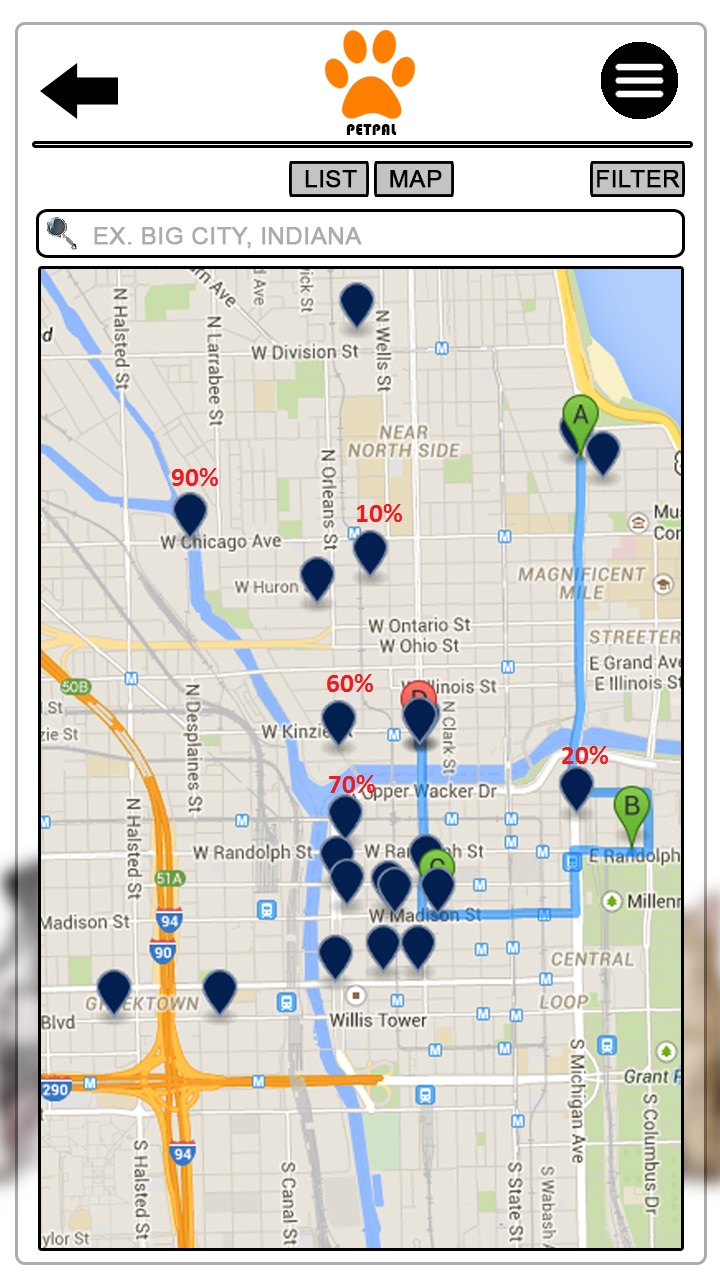 PETPAL
LIST
MAP
FILTER
EX. BIG CITY, INDIANA
N Halsted St
N Larrabee St
Ave
N Wells St
W Division St
NEAR
NORTH SIDE
A
N Orleans St
90%
10%
W Chicago Ave
W Huron
MAGNIFICENT
MILE
W Ontario St
W Ohio St
STREETER
E Grand Ave
E Illinois St
50B
60%
N Clark St
W Kinzie
zie St
N Desplaines St
20%
70%
Upper Wacker Dr
B
N Halsted St
W Randolph St
C
E Randolph
51A
94
90
Madison St
W Madison St
Millenn
CENTRAL
LOOP
GREEKTOWN
Blvd
Willis Tower
290
S Michigan Ave
Grant
94
S Halsted St
S Canal St
S State St
S Wabash
S Columbus Dr
ylor St